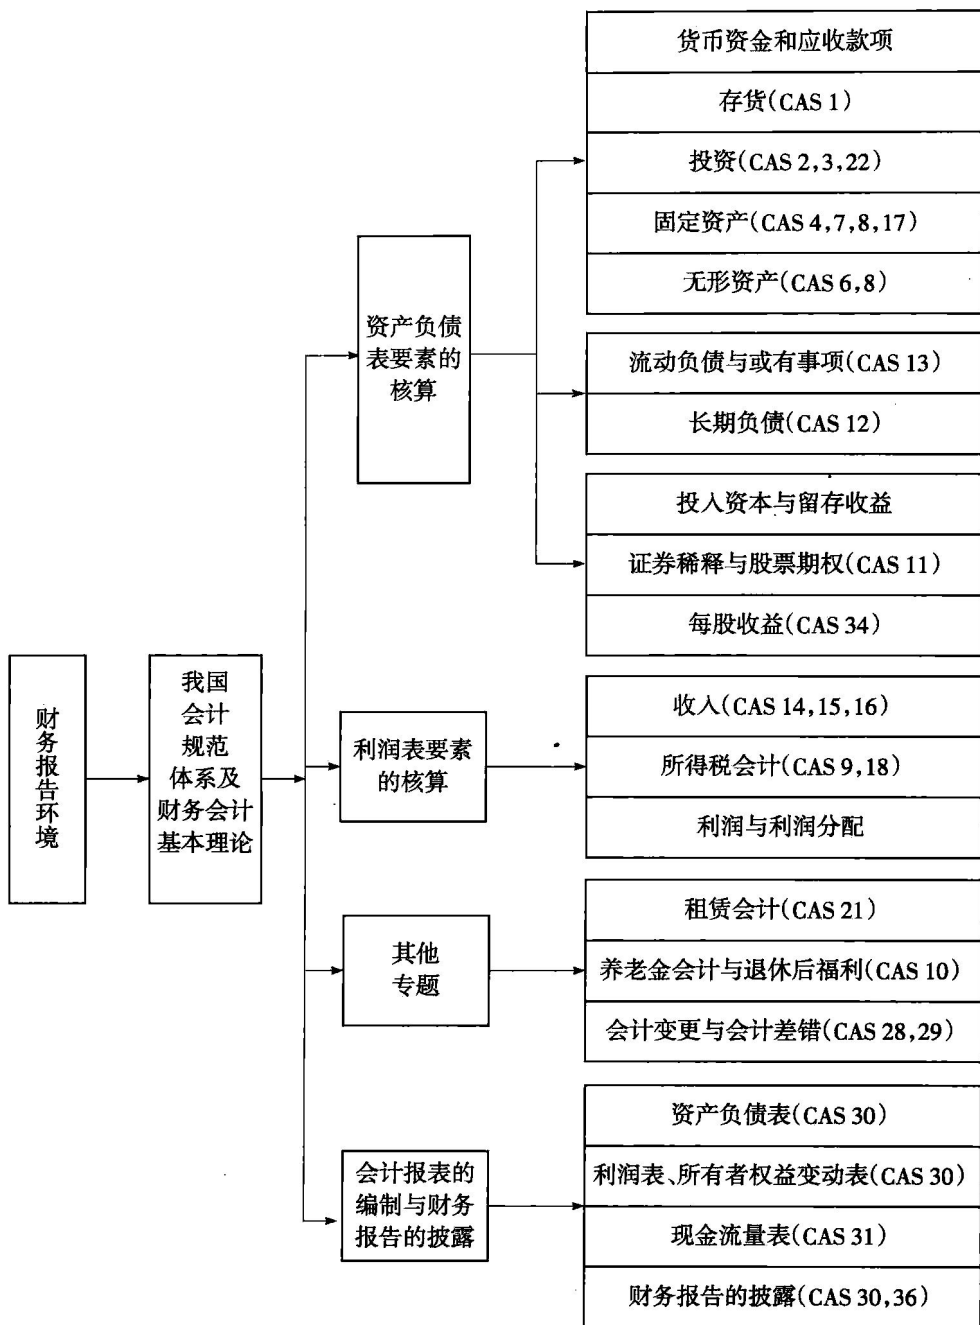 财务报告环境
我国
会计
规范
体系及
财务会计
基本理论
资产负债
表要素的
核算
货币资金和应收款项
存货(CAS 1)
投资(CAS 2,3,22)
固定资产(CAS 4,7,8,17)
无形资产(CAS 6,8)
流动负债与或有事项(CAS 13)
长期负债(CAS 12)
投入资本与留存收益
证券稀释与股票期权(CAS 11)
每股收益(CAS 34)
利润表要素
的核算
收入(CAS 14,15,16)
所得税会计(CAS 9,18)
利润与利润分配
其他
专题
租赁会计(CAS 21)
养老金会计与退休后福利(CAS 10)
会计变更与会计差错(CAS 28,29)
会计报表的
编制与财务
报告的披露
资产负债表(CAS 30)
利润表、所有者权益变动表(CAS 30)
现金流量表(CAS 31)
财务报告的披露(CAS 30,36)